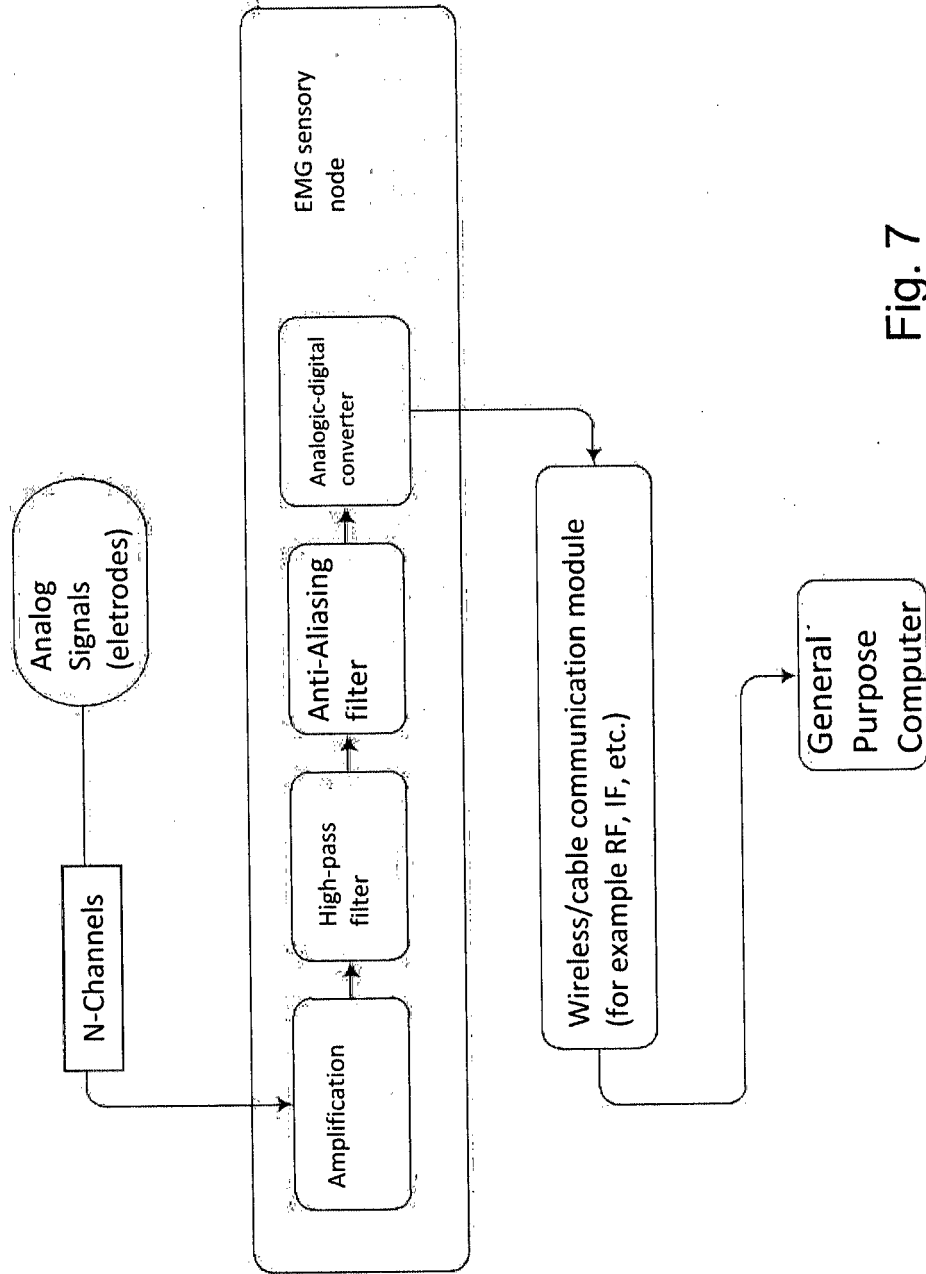 Analog
Signals
(eletrodes)
N-Channels
EMG sensory
node
Amplification
High-pass
filter
Anti-Aliasing
filter
Analogic-digital
converter
Wireless/cable communication module
(for example RF, IF, etc.)
General
Purpose
Computer
Fig. 7